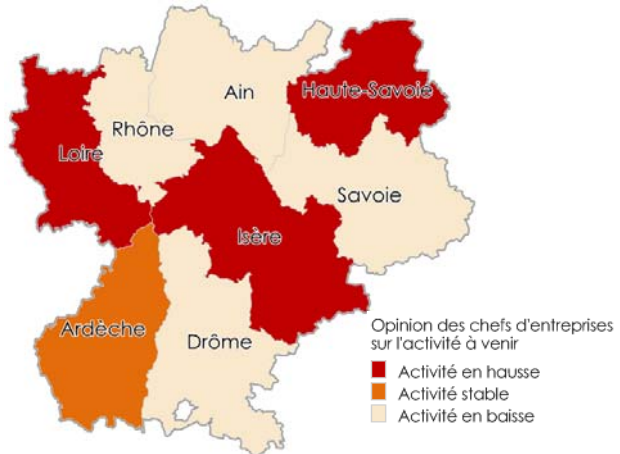 Ain
Haute-Savoie
Rhône
Loire
Savoie
Isère
Ardèche
Drôme
Opinion des chefs d'entreprises
sur l'activité à venir
Activité en hausse
Activité stable
Activité en baisse